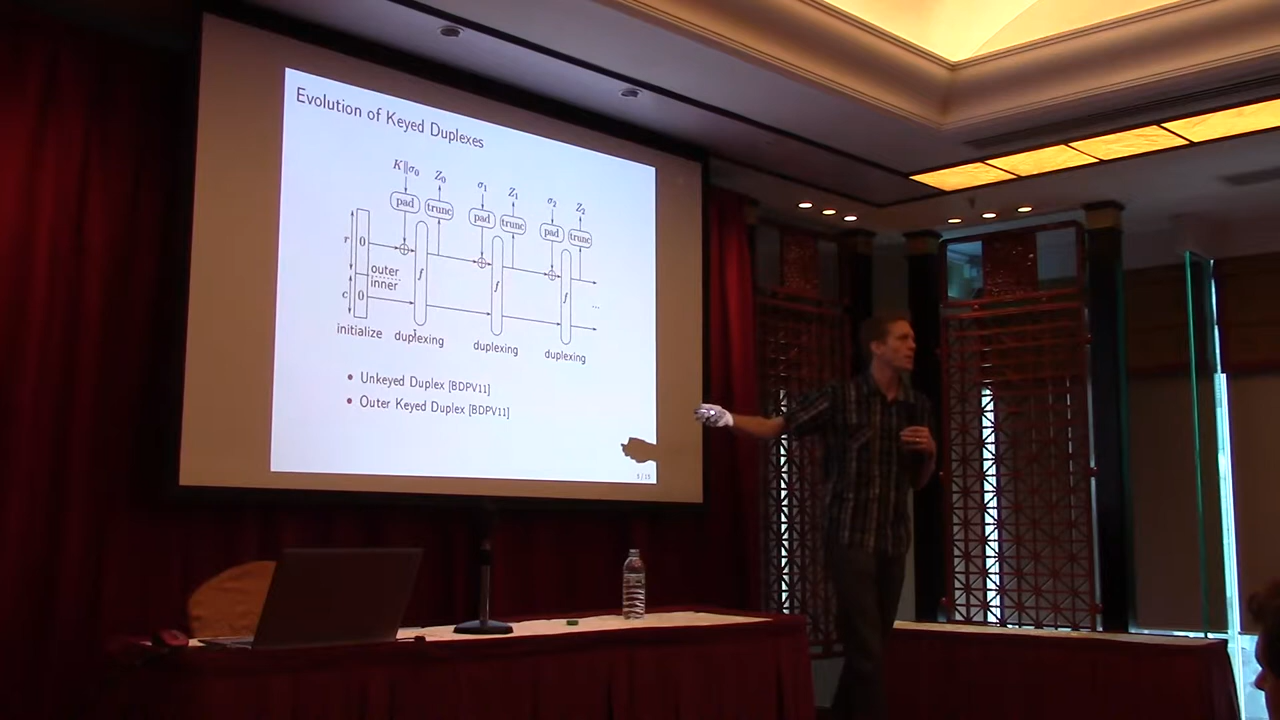 Evolution of Keyed Duplexes
K∥σ0 Z0 σ1 Z1 σ2 Z2
pad trunc pad trunc pad trunc
r 0 f f f
outer
inner
c 0
...
initialize duplexing duplexing duplexing
• Unkeyed Duplex [BDPV11]
• Outer Keyed Duplex [BDPV11]